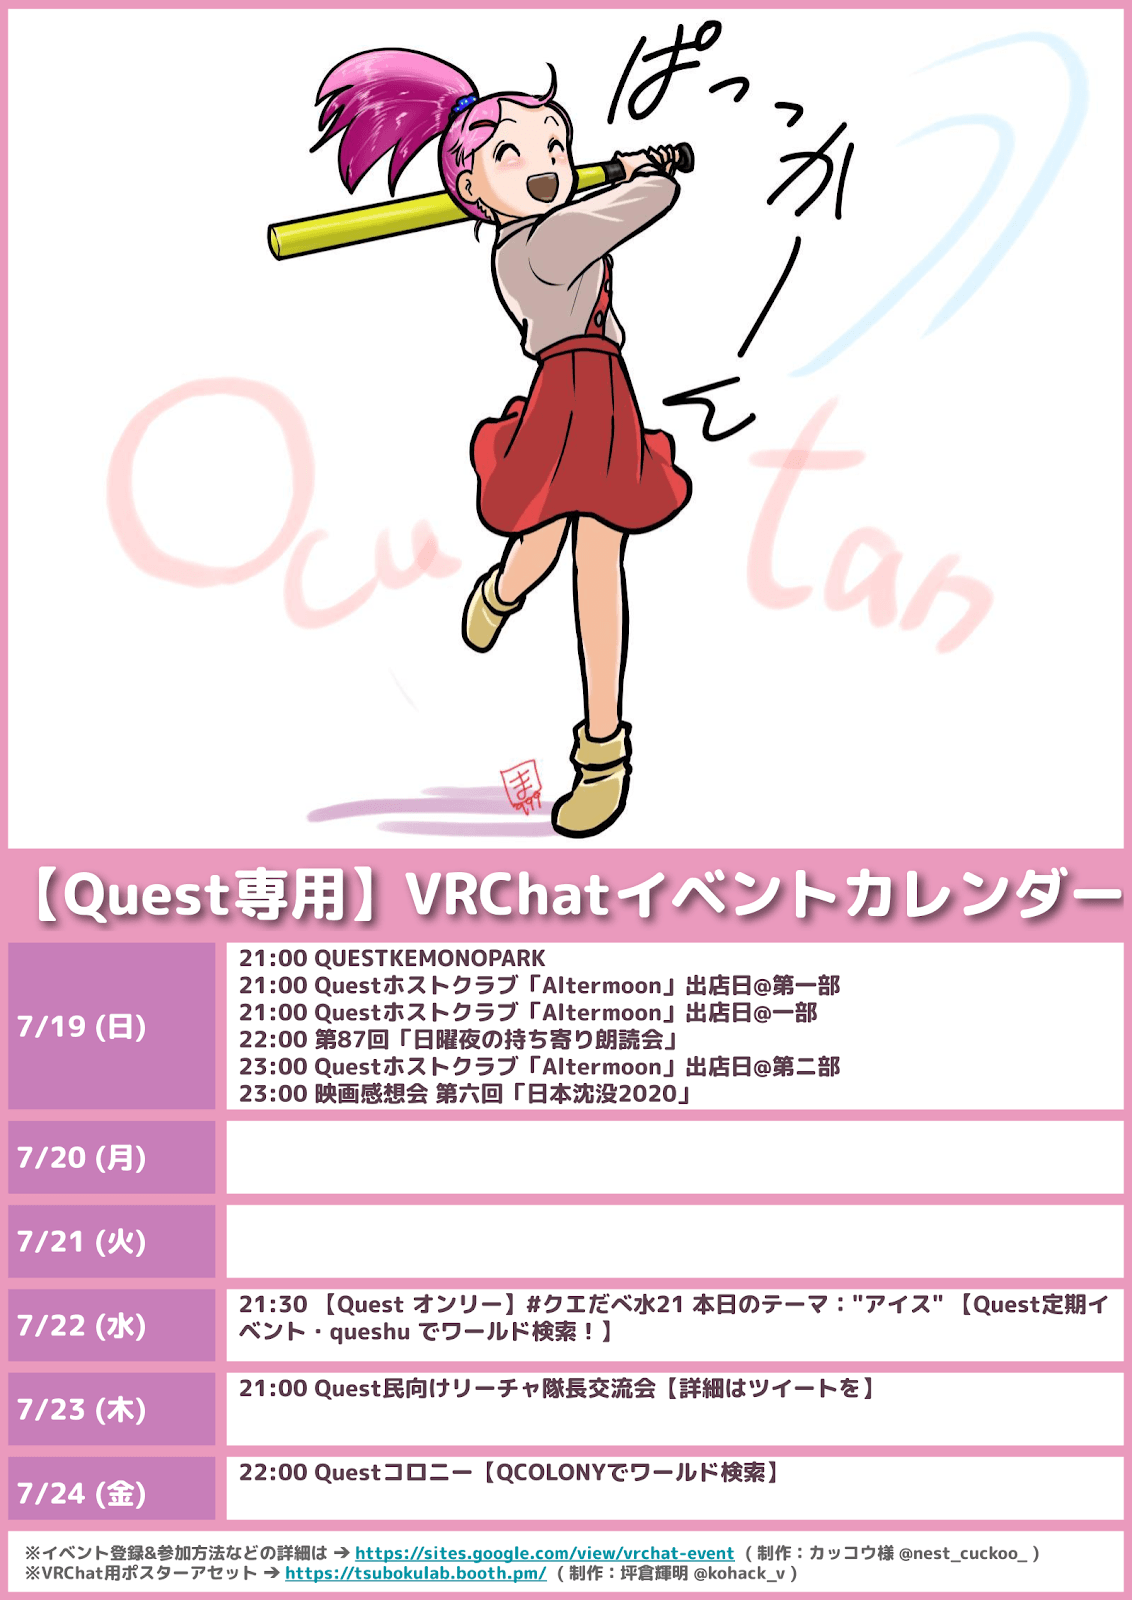 ぱっっかーん
Ocu tan
ま
【Quest専用】VRChatイベントカレンダー
7/19 (日)
21:00 QUESTKEMONOPARK
21:00 Questホストクラブ「Altermoon」出店日@第一部
21:00 Questホストクラブ「Altermoon」出店日@一部
22:00 第87回「日曜夜の持ち寄り朗読会」
23:00 Questホストクラブ「Altermoon」出店日@第二部
23:00 映画感想会 第六回「日本沈没2020」
7/20 (月)
7/21 (火)
7/22 (水)
21:30 【Quest オンリー】#クエだべ水21 本日のテーマ："アイス" 【Quest定期イ
ベント・queshu でワールド検索！】
7/23 (木)
21:00 Quest民向けリーチャ隊長交流会【詳細はツイートを】
7/24 (金)
22:00 Questコロニー【QCOLONYでワールド検索】
※イベント登録&参加方法などの詳細は ➔ https://sites.google.com/view/vrchat-event （制作：カッコウ様 @nest_cuckoo_ ）
※VRChat用ポスターアセット ➔ https://tsubokulab.booth.pm/ （制作：坪倉輝明 @kohack_v ）